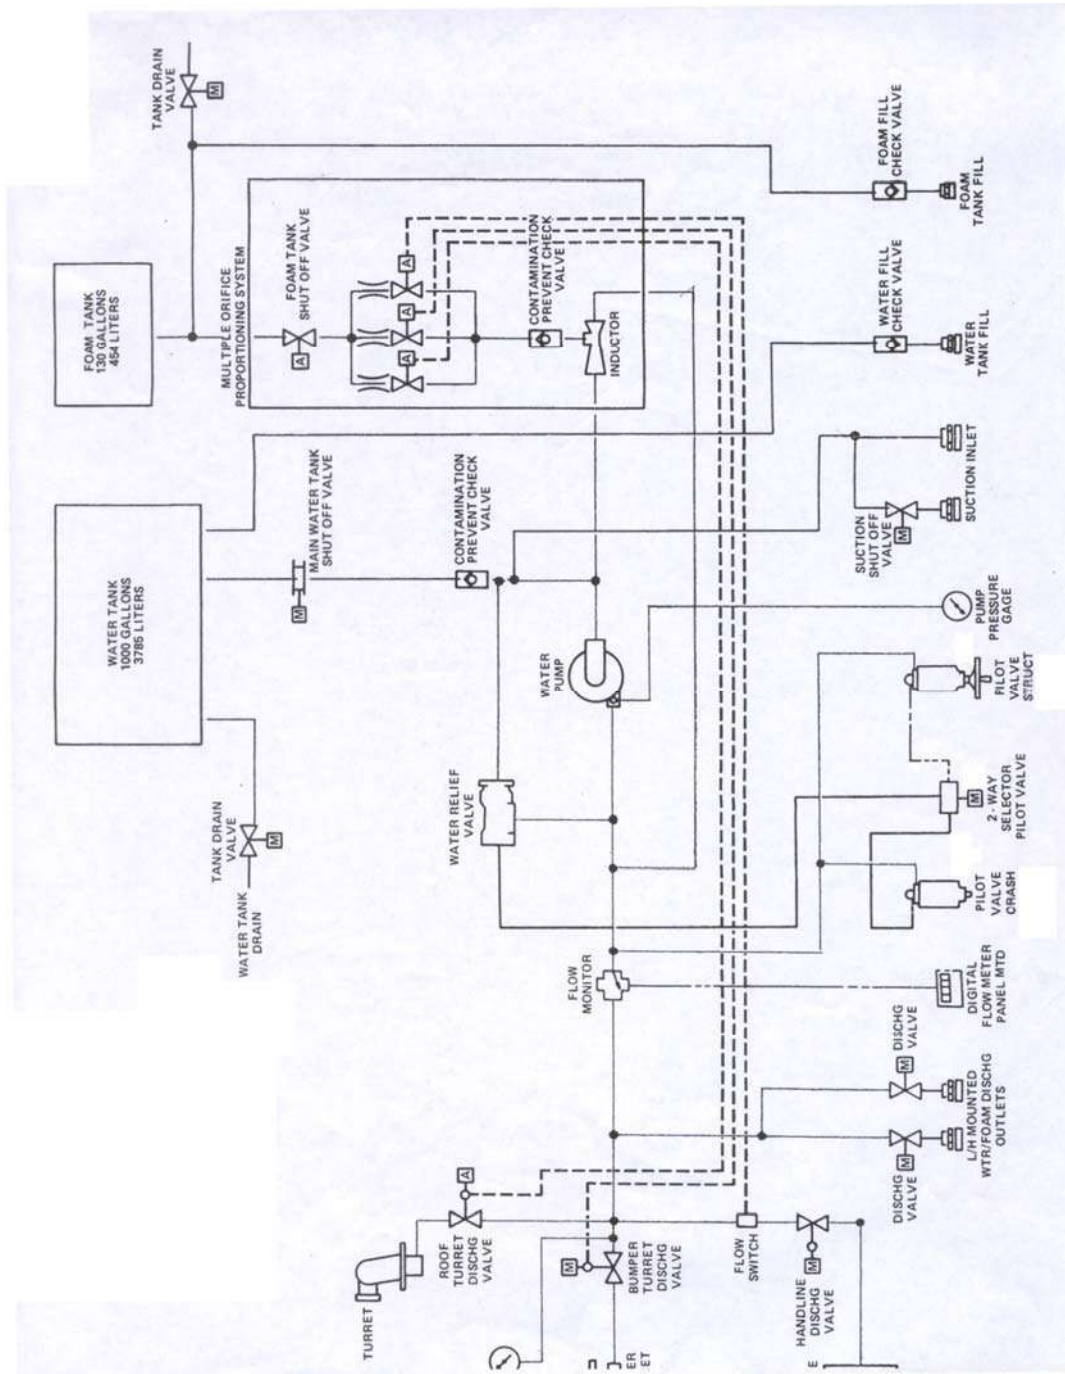 TANK DRAIN
VALVE
M
FOAM TANK
130 GALLONS
454 LITERS
MULTIPLE ORIFICE
PROPORTIONING SYSTEM
FOAM TANK
SHUT OFF VALVE
A
A
A
A
CONTAMINATION
PREVENT CHECK
VALVE
INDUCTOR
FOAM FILL
CHECK VALVE
FOAM
TANK FILL
WATER FILL
CHECK VALVE
WATER
TANK FILL
WATER TANK
1000 GALLONS
3785 LITERS
MAIN WATER TANK
SHUT OFF VALVE
M
CONTAMINATION
PREVENT CHECK
VALVE
SUCTION INLET
SUCTION
SHUT OFF
VALVE
M
WATER
PUMP
PUMP
PRESSURE
GAGE
PILOT
VALVE
STRUCT
2 - WAY
SELECTOR
PILOT VALVE
M
PILOT
VALVE
CRASH
WATER RELIEF
VALVE
TANK DRAIN
VALVE
M
WATER TANK
DRAIN
FLOW
MONITOR
DIGITAL
FLOW METER
PANEL MTD
DISCHG
VALVE
M
L/H MOUNTED
WTR/FOAM DISCHG
OUTLETS
DISCHG
VALVE
M
A
ROOF
TURRET
DISCHG
VALVE
TURRET
M
BUMPER
TURRET
DISCHG
VALVE
FLOW
SWITCH
M
HANDLINE
DISCHG
VALVE
ER
ET
E